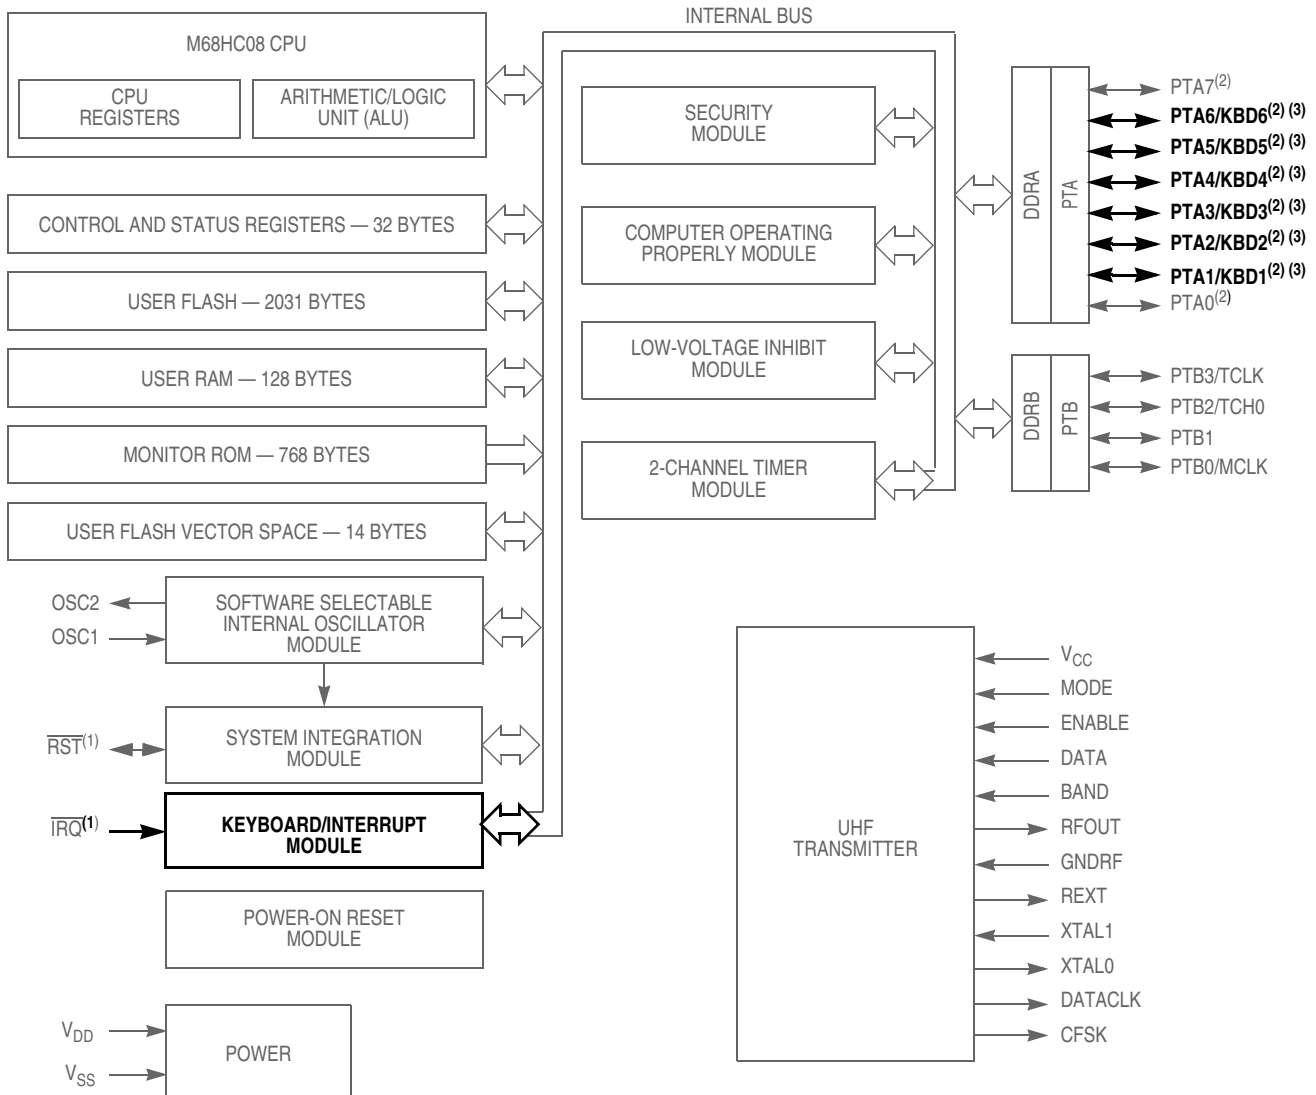 INTERNAL BUS
M68HC08 CPU
CPU
REGISTERS
ARITHMETIC/LOGIC
UNIT (ALU)
CONTROL AND STATUS REGISTERS — 32 BYTES
USER FLASH — 2031 BYTES
USER RAM — 128 BYTES
MONITOR ROM — 768 BYTES
USER FLASH VECTOR SPACE — 14 BYTES
OSC2
OSC1
SOFTWARE SELECTABLE
INTERNAL OSCILLATOR
MODULE
RST(1)
SYSTEM INTEGRATION
MODULE
IRQ(1)
KEYBOARD/INTERRUPT
MODULE
POWER-ON RESET
MODULE
VDD
VSS
POWER
SECURITY
MODULE
COMPUTER OPERATING
PROPERLY MODULE
LOW-VOLTAGE INHIBIT
MODULE
2-CHANNEL TIMER
MODULE
DDRA
PTA
PTA7(2)
PTA6/KBD6(2) (3)
PTA5/KBD5(2) (3)
PTA4/KBD4(2) (3)
PTA3/KBD3(2) (3)
PTA2/KBD2(2) (3)
PTA1/KBD1(2) (3)
PTA0(2)
DDRB
PTB
PTB3/TCLK
PTB2/TCH0
PTB1
PTB0/MCLK
UHF
TRANSMITTER
VCC
MODE
ENABLE
DATA
BAND
RFOUT
GNDRF
REXT
XTAL1
XTAL0
DATACLK
CFSK